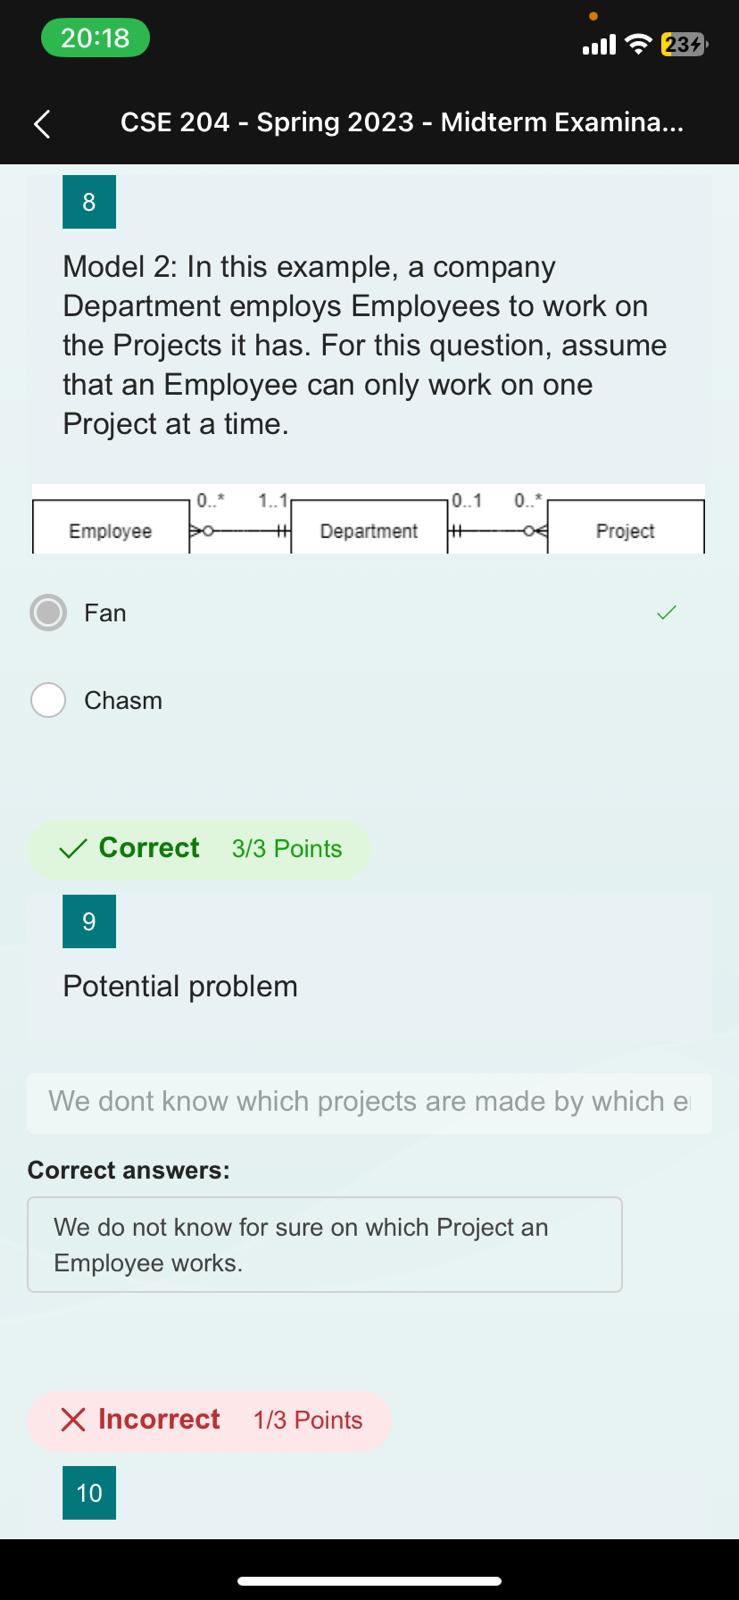 20:18
23
CSE 204 - Spring 2023 - Midterm Examina...
8
Model 2: In this example, a company
Department employs Employees to work on
the Projects it has. For this question, assume
that an Employee can only work on one
Project at a time.
0..* 1..1 0..1 0..*
Employee Department Project
Fan
Chasm
Correct 3/3 Points
9
Potential problem
We dont know which projects are made by which
Correct answers:
We do not know for sure on which Project an
Employee works.
Incorrect 1/3 Points
10